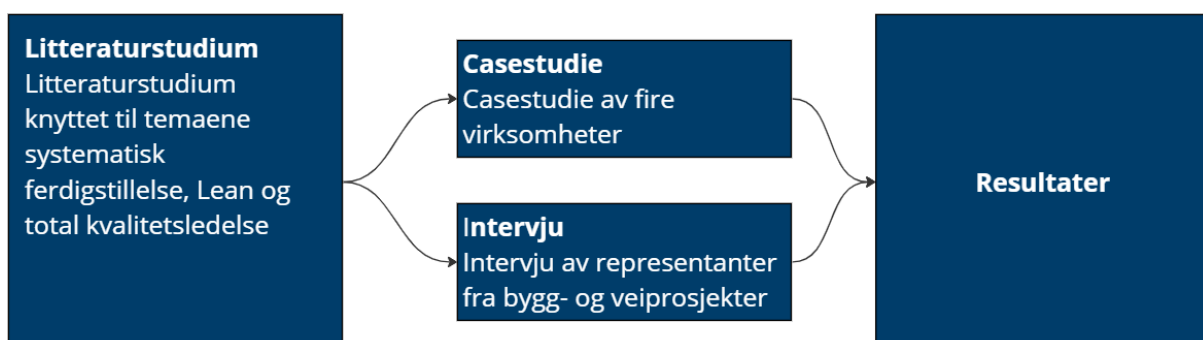 Litteraturstudium
Litteraturstudium
knyttet til temaene
systematisk
ferdigstillelse, Lean og
total kvalitetsledelse
Casestudie
Casestudie av fire
virksomheter
Intervju
Intervju av representanter
fra bygg- og veiprosjekter
Resultater